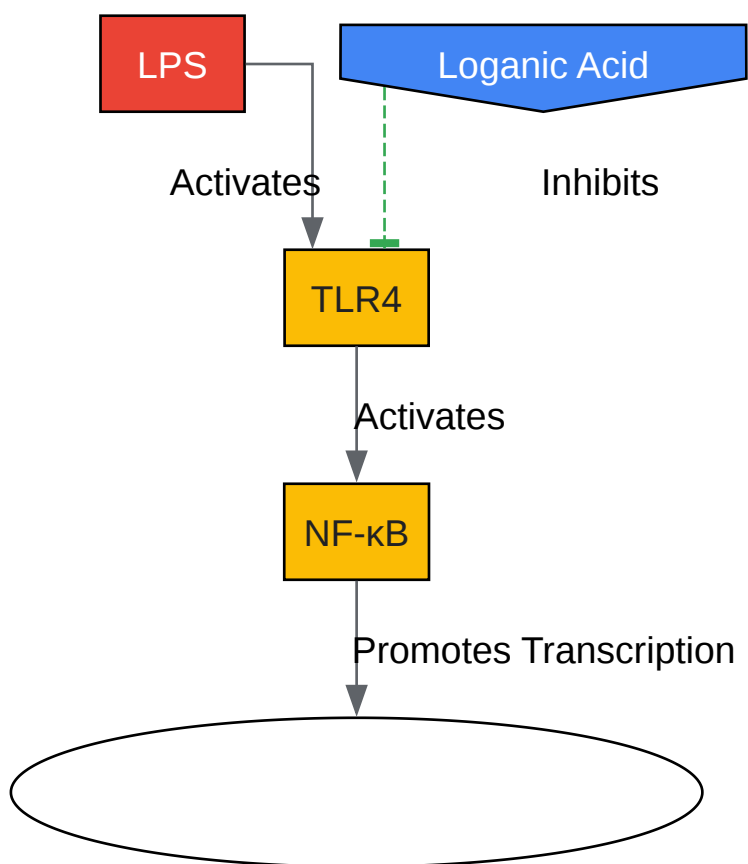 LPS
Loganic Acid
Activates
Inhibits
TLR4
Activates
NF-κB
Promotes Transcription